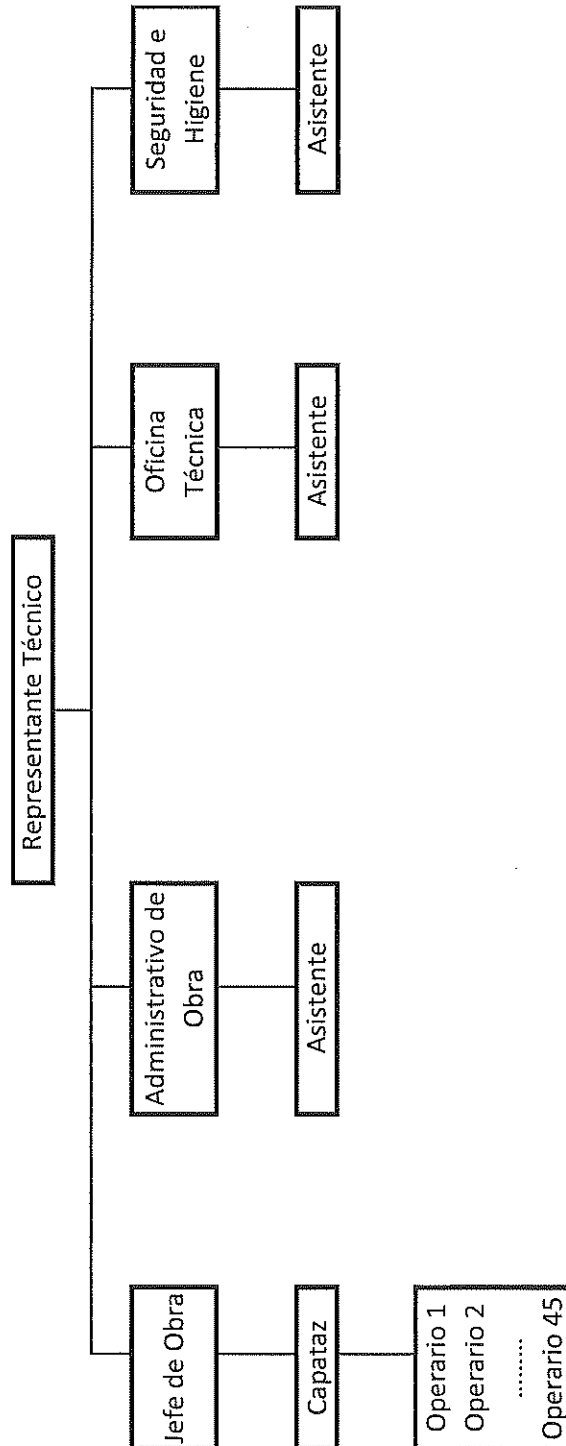 Representante Técnico
Jefe de Obra
Administrativo de
Obra
Oficina
Técnica
Seguridad e
Higiene
Capataz
Asistente
Asistente
Asistente
Operario 1
Operario 2
.........
Operario 45